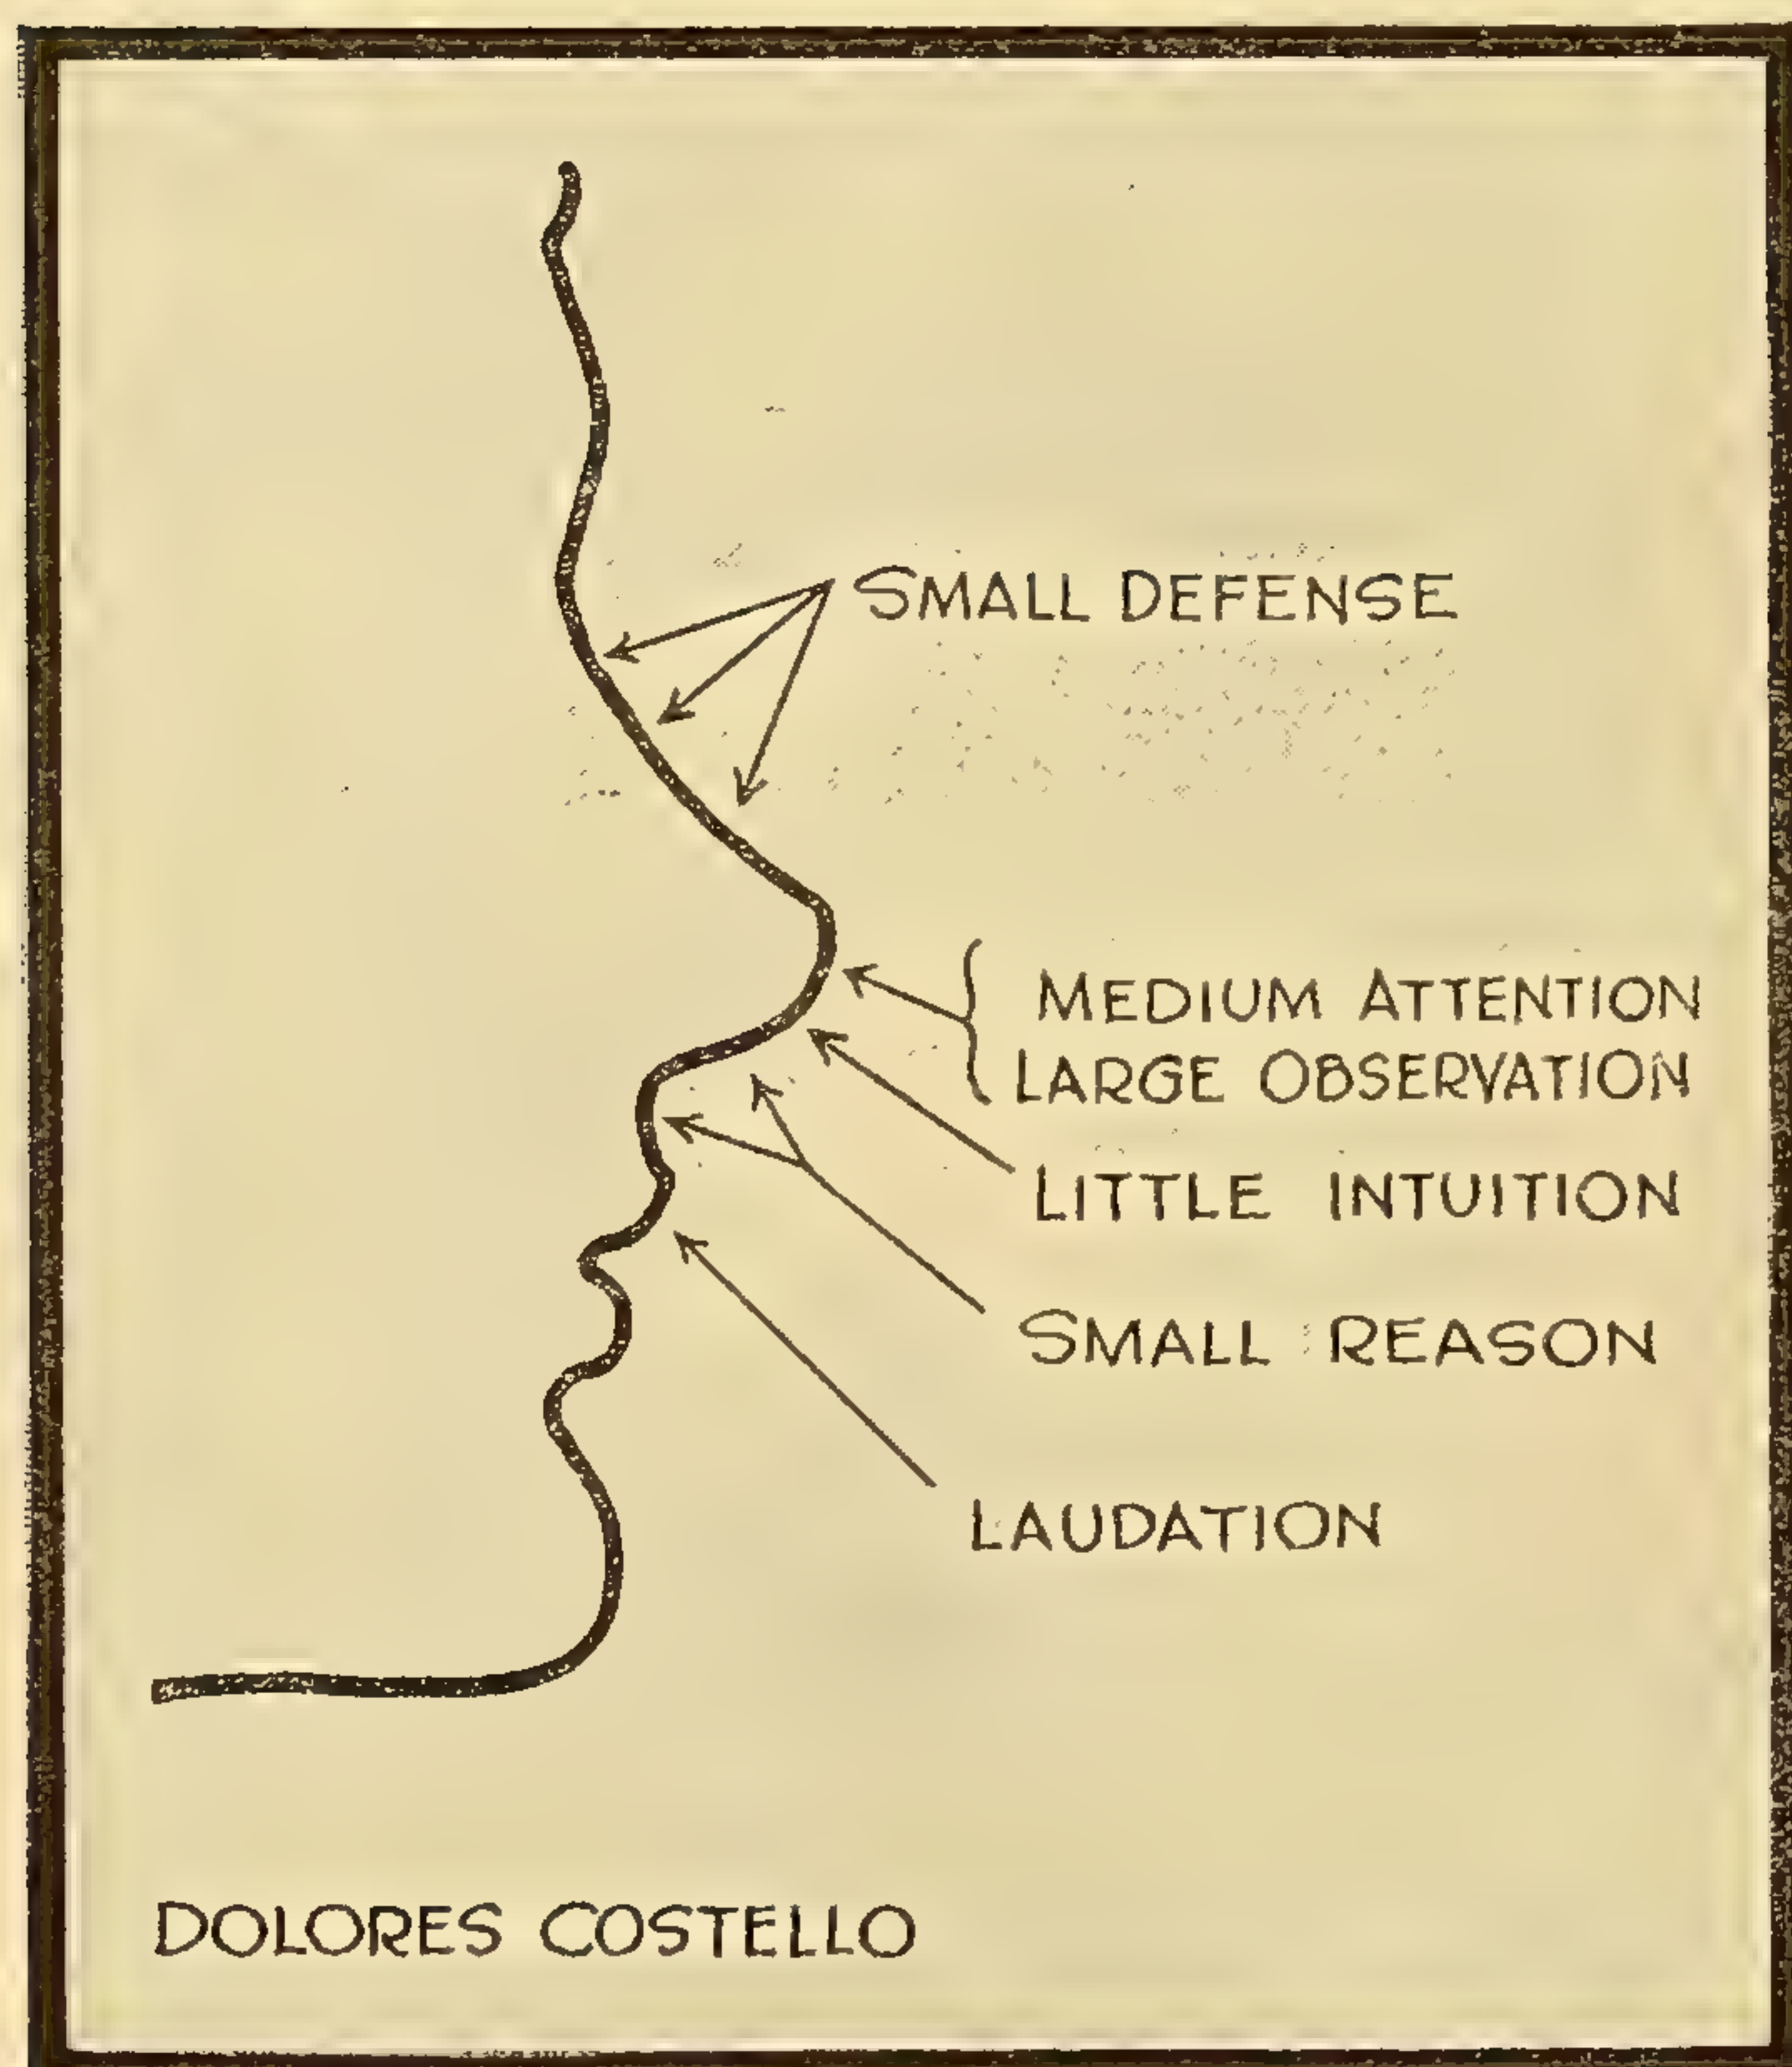 SMALL DEFENSE
MEDIUM ATTENTION
LARGE OBSERVATION
LITTLE INTUITION
SMALL REASON
LAUDATION
DOLORES COSTELLO